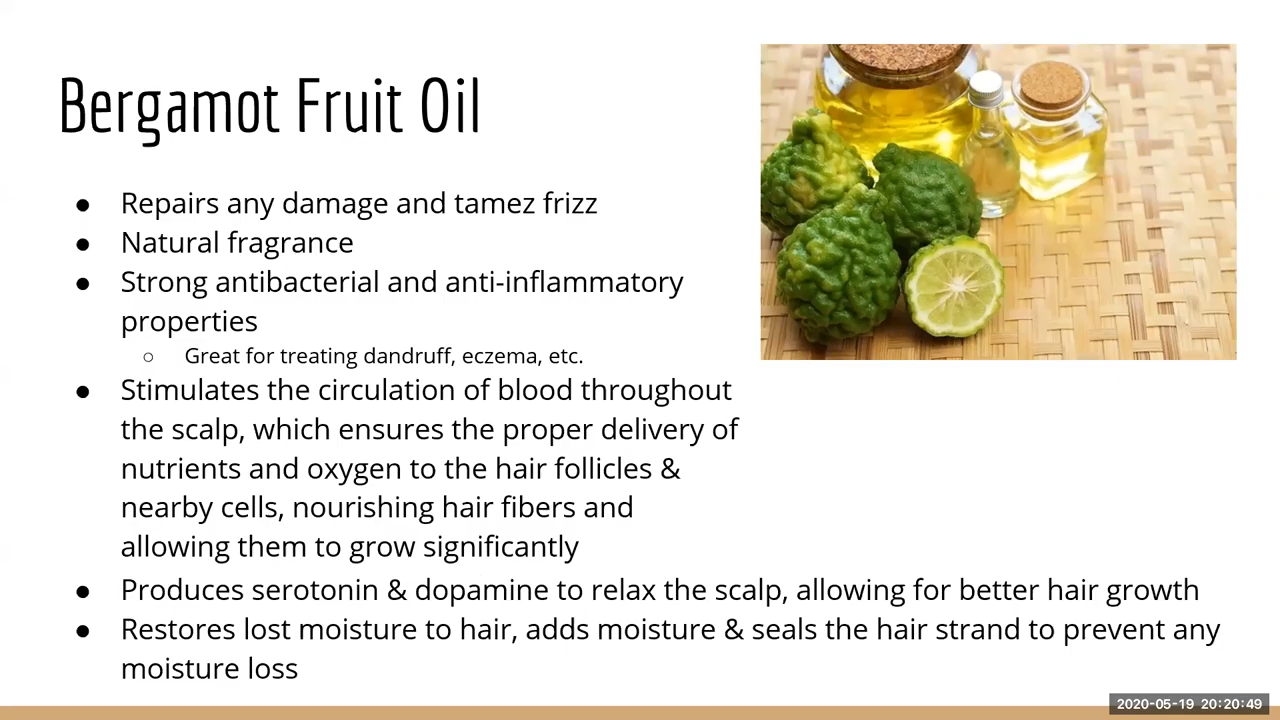 Bergamot Fruit Oil
● Repairs any damage and tamez frizz
● Natural fragrance
● Strong antibacterial and anti-inflammatory
properties
○ Great for treating dandruff, eczema, etc.
● Stimulates the circulation of blood throughout
the scalp, which ensures the proper delivery of
nutrients and oxygen to the hair follicles &
nearby cells, nourishing hair fibers and
allowing them to grow significantly
● Produces serotonin & dopamine to relax the scalp, allowing for better hair growth
● Restores lost moisture to hair, adds moisture & seals the hair strand to prevent any
moisture loss
2020-05-19 20:20:49